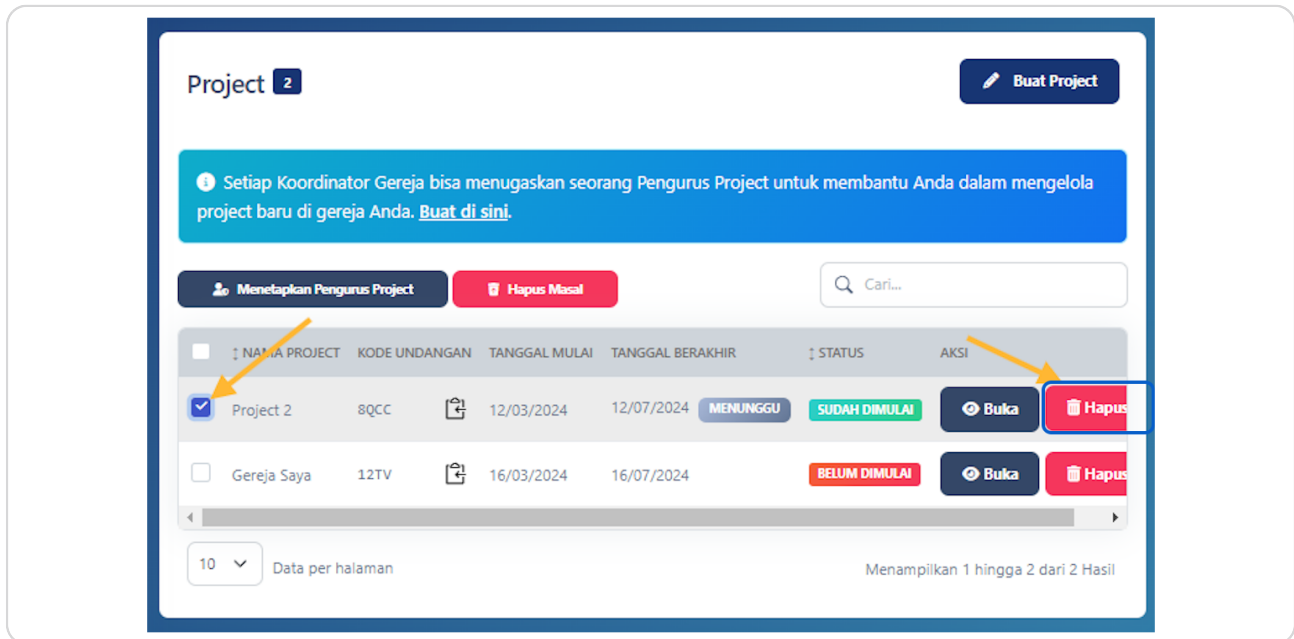 Project 2
Buat Project
Setiap Koordinator Gereja bisa menugaskan seorang Pengurus Project untuk membantu Anda dalam mengelola
project baru di gereja Anda. Buat di sini.
Menetapkan Pengurus Project Hapus Masal Cari...
NAMA PROJECT KODE UNDANGAN TANGGAL MULAI TANGGAL BERAKHIR STATUS AKSI
Project 2 8QCC 12/03/2024 12/07/2024 MENUNGGU SUDAH DIMULAI Buka Hapus
Gereja Saya 12TV 16/03/2024 16/07/2024 BELUM DIMULAI Buka Hapus
10 Data per halaman Menampilkan 1 hingga 2 dari 2 Hasil